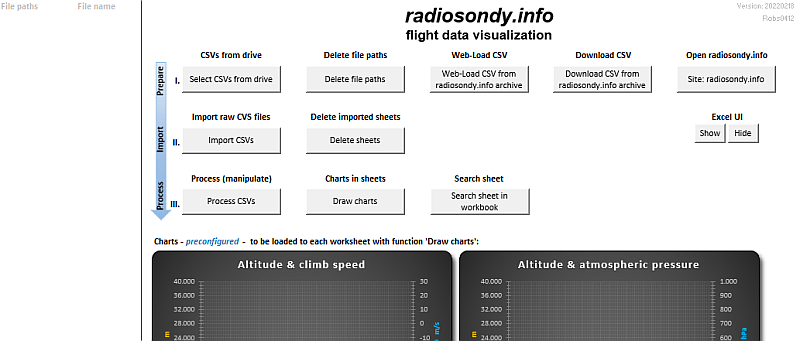 File paths File name
radiosondy.info
flight data visualization
Version: 20220218
Flobs0412
CSVs from drive Delete file paths Web-Load CSV Download CSV Open radiosondy.info
Prepare
I. Select CSVs from drive Delete file paths Web-Load CSV from radiosondy.info archive Download CSV from radiosondy.info archive Site: radiosondy.info
Import raw CVS files Delete imported sheets Excel UI
Import
II. Import CSVs Delete sheets Show Hide
Process (manipulate) Charts in sheets Search sheet
Process
III. Process CSVs Draw charts Search sheet in workbook
Charts - preconfigured - to be loaded to each worksheet with function 'Draw charts':
Altitude & climb speed Altitude & atmospheric pressure
40.000 30 40.000 1.000
36.000 20 36.000 900
32.000 10 32.000 800
28.000 0 28.000 700
24.000 -10 24.000 600
m m/s m hPa